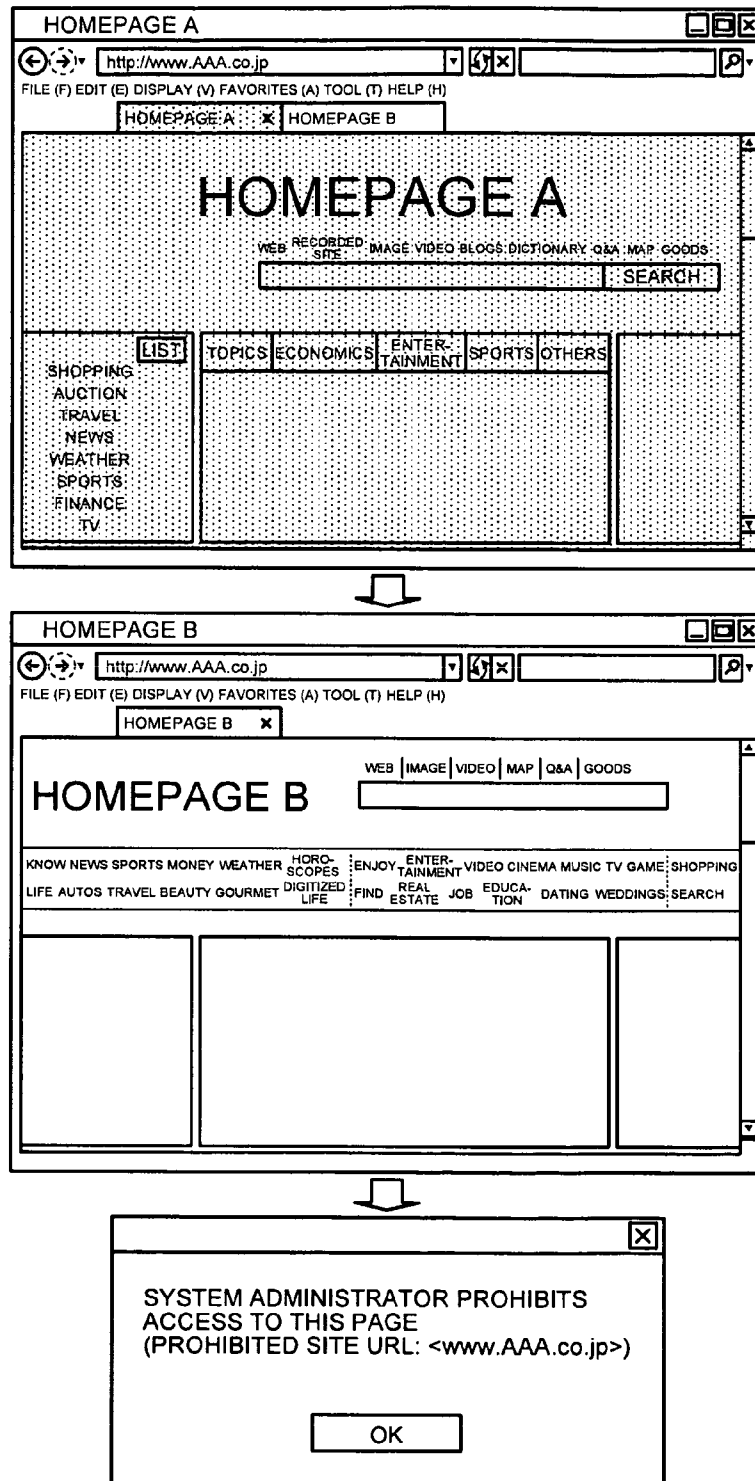 HOMEPAGE A
http://www.AAA.co.jp
FILE (F) EDIT (E) DISPLAY (V) FAVORITES (A) TOOL (T) HELP (H)
HOMEPAGE A × HOMEPAGE B
HOMEPAGE A
WEB RECORDED SITE IMAGE VIDEO BLOGS DICTIONARY Q&A MAP GOODS
SEARCH
LIST
SHOPPING
AUCTION
TRAVEL
NEWS
WEATHER
SPORTS
FINANCE
TV
TOPICS ECONOMICS ENTER-TAINMENT SPORTS OTHERS
HOMEPAGE B
http://www.AAA.co.jp
FILE (F) EDIT (E) DISPLAY (V) FAVORITES (A) TOOL (T) HELP (H)
HOMEPAGE B ×
HOMEPAGE B
WEB IMAGE VIDEO MAP Q&A GOODS
KNOW NEWS SPORTS MONEY WEATHER HORO-SCOPES ENJOY ENTER-TAINMENT VIDEO CINEMA MUSIC TV GAME SHOPPING
LIFE AUTOS TRAVEL BEAUTY GOURMET DIGITIZED LIFE FIND REAL ESTATE JOB EDUCA-TION DATING WEDDINGS SEARCH
SYSTEM ADMINISTRATOR PROHIBITS
ACCESS TO THIS PAGE
(PROHIBITED SITE URL: <www.AAA.co.jp>)
OK